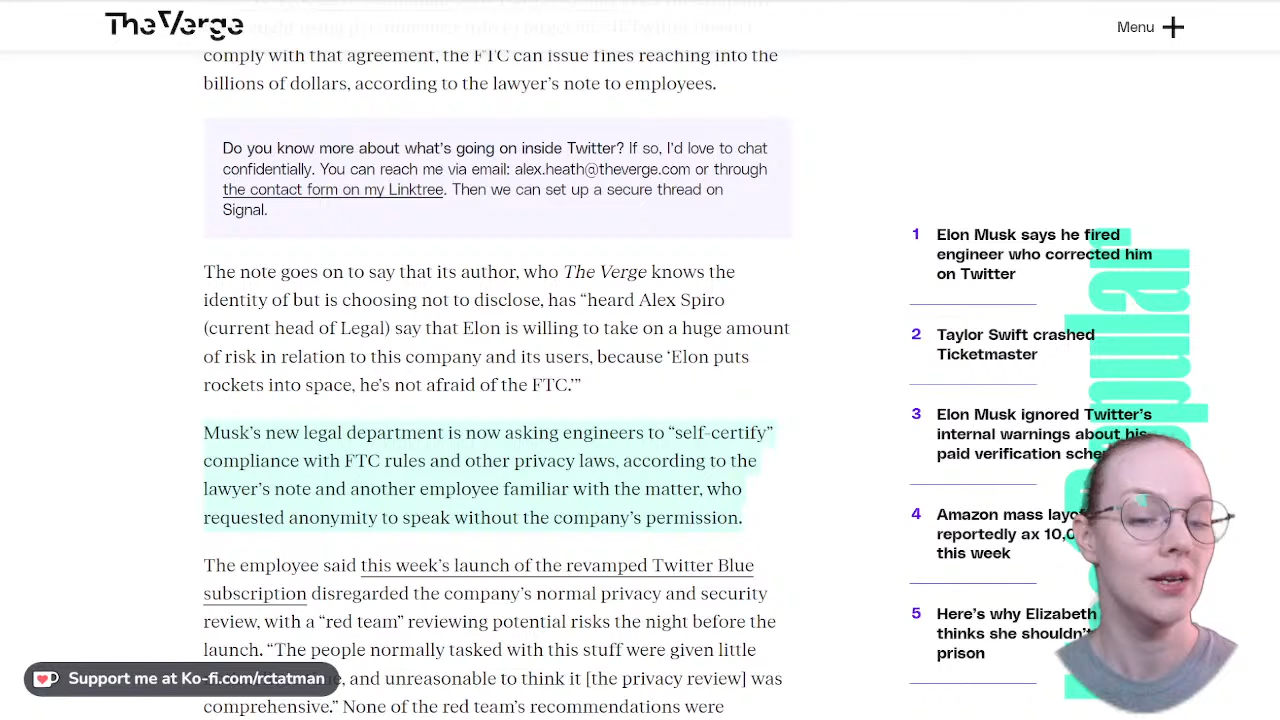 The Verge
Menu
comply with that agreement, the FTC can issue fines reaching into the
billions of dollars, according to the lawyer's note to employees.
Do you know more about what's going on inside Twitter? If so, I'd love to chat
confidentially. You can reach me via email: alex.heath@theverge.com or through
the contact form on my Linktree. Then we can set up a secure thread on
Signal.
The note goes on to say that its author, who The Verge knows the
identity of but is choosing not to disclose, has “heard Alex Spiro
(current head of Legal) say that Elon is willing to take on a huge amount
of risk in relation to this company and its users, because ‘Elon puts
rockets into space, he's not afraid of the FTC.’”
Musk's new legal department is now asking engineers to “self-certify”
compliance with FTC rules and other privacy laws, according to the
lawyer's note and another employee familiar with the matter, who
requested anonymity to speak without the company's permission.
The employee said this week's launch of the revamped Twitter Blue
subscription disregarded the company's normal privacy and security
review, with a “red team” reviewing potential risks the night before the
launch. “The people normally tasked with this stuff were given little
and unreasonable to think it [the privacy review] was
comprehensive.” None of the red team's recommendations were
1 Elon Musk says he fired
engineer who corrected him
on Twitter
2 Taylor Swift crashed
Ticketmaster
3 Elon Musk ignored Twitter's
internal warnings about his
paid verification
4 Amazon mass
reportedly ax
this week
5 Here's why Elizabeth
thinks she shouldn't
prison
Support me at Ko-fi.com/rctatman